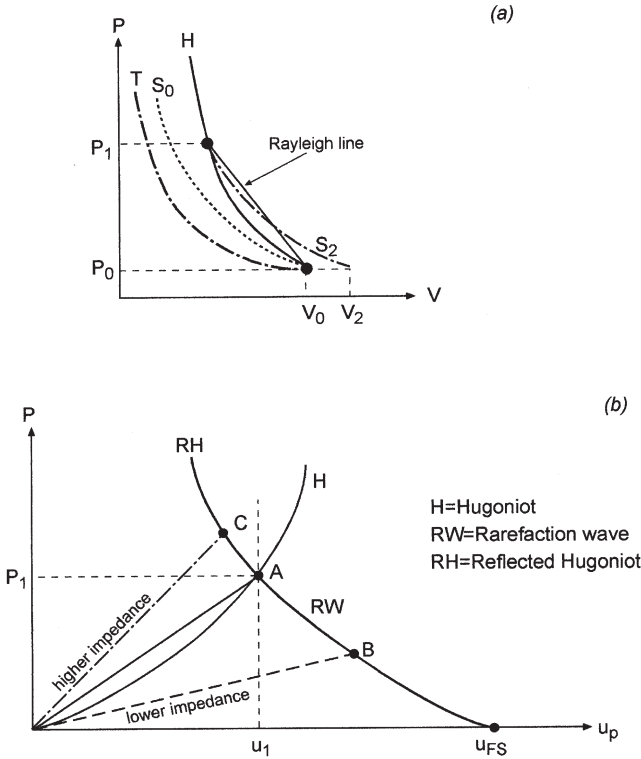 (a)
P
H
T
S0
P1
Rayleigh line
S2
P0
V0
V2
V
(b)
P
RH
H
C
H=Hugoniot
RW=Rarefaction wave
RH=Reflected Hugoniot
P1
A
RW
higher impedance
B
lower impedance
u1
uFS
up